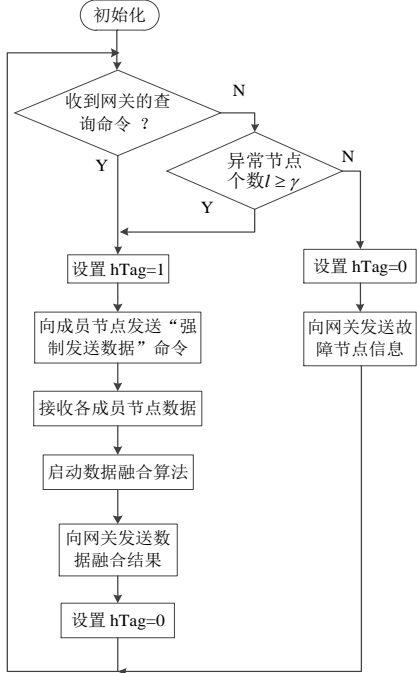 初始化
收到网关的查
询命令 ?
N
Y
异常节点
个数l ≥ γ
N
Y
设置 hTag=1
设置 hTag=0
向成员节点发送“强
制发送数据”命令
向网关发送故
障节点信息
接收各成员节点数据
启动数据融合算法
向网关发送数
据融合结果
设置 hTag=0